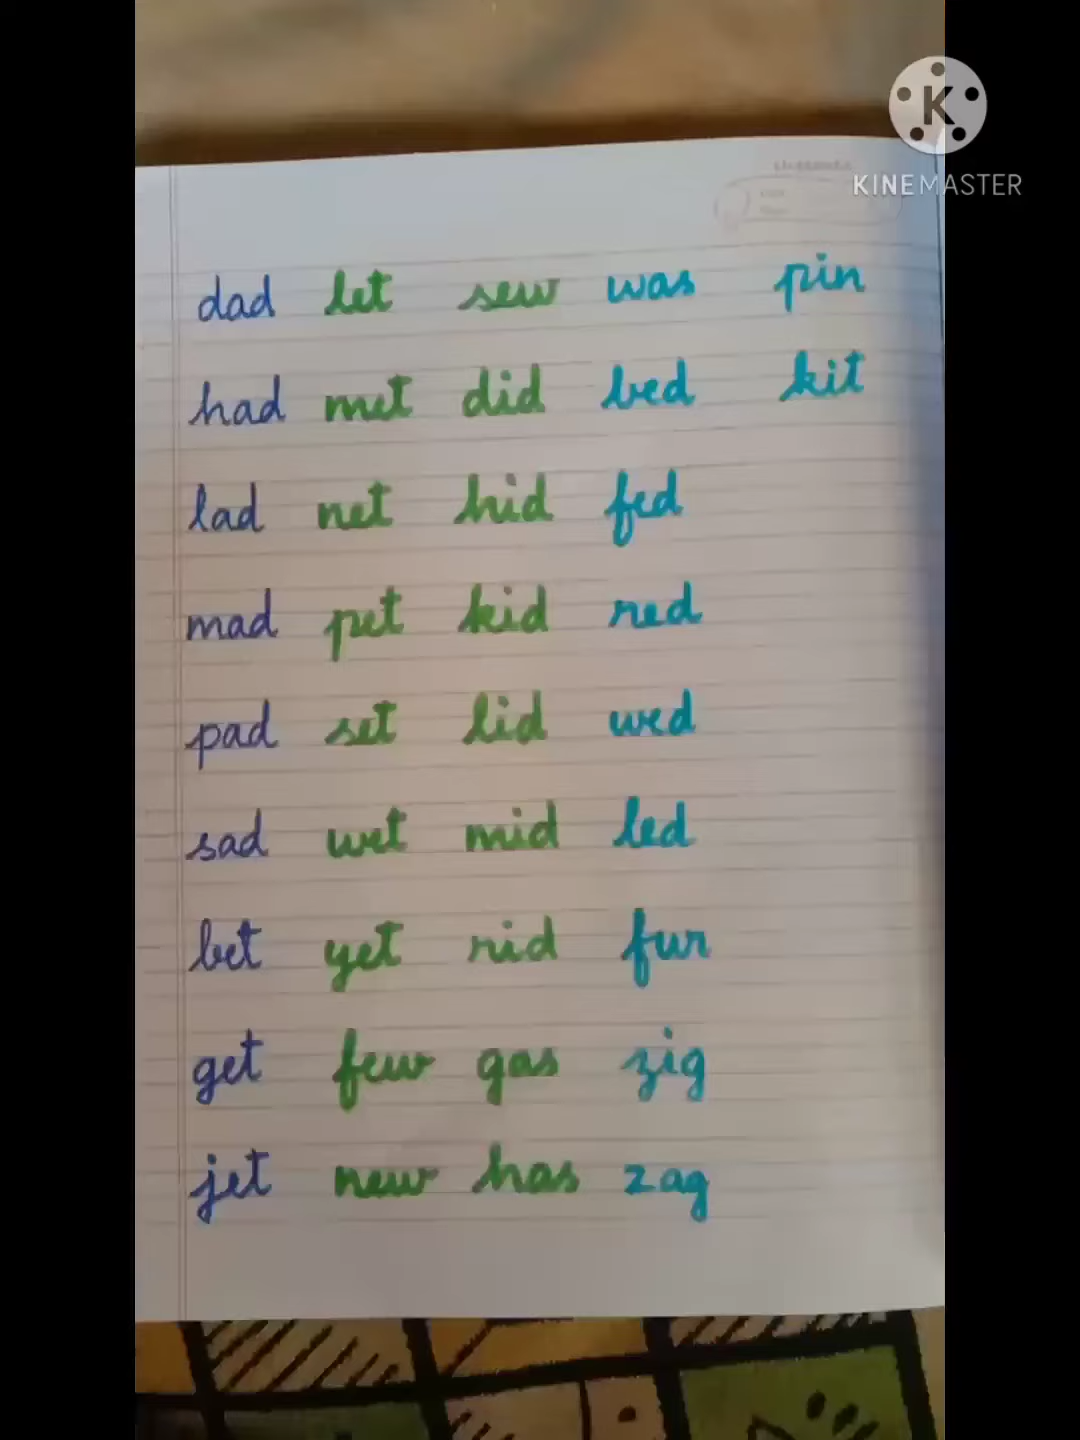 KINEMASTER
dad let sew was pin
had met did bed kit
lad net hid fed
mad pet kid red
pad set lid wed
sad wet mid led
bet yet rid fur
get few gas zig
jet new has zag